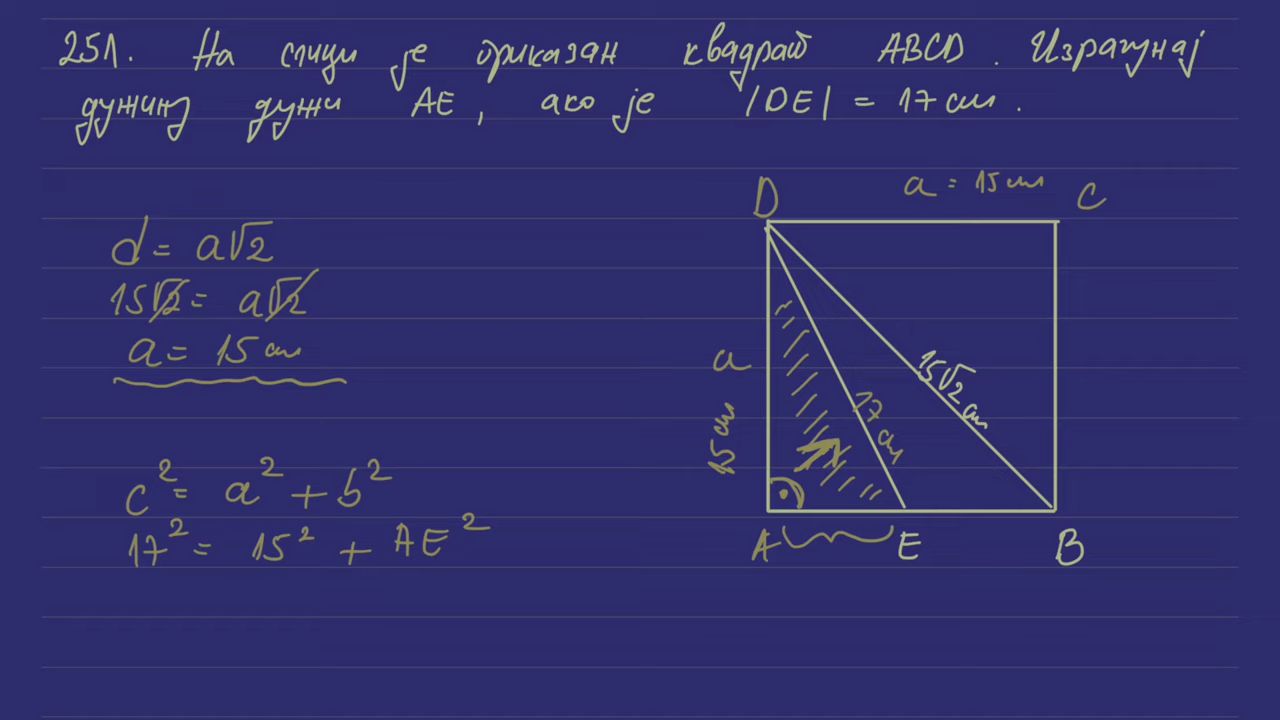 251. На слици је приказан квадрат ABCD. Израчунај
дужину дужи AE, ако је |DE| = 17 cm.
D a = 15 cm C
d = a√2
15√2 = a√2
a = 15 cm
a
15 cm
17 cm
15√2 cm
c² = a² + b²
17² = 15² + AE²
A E B